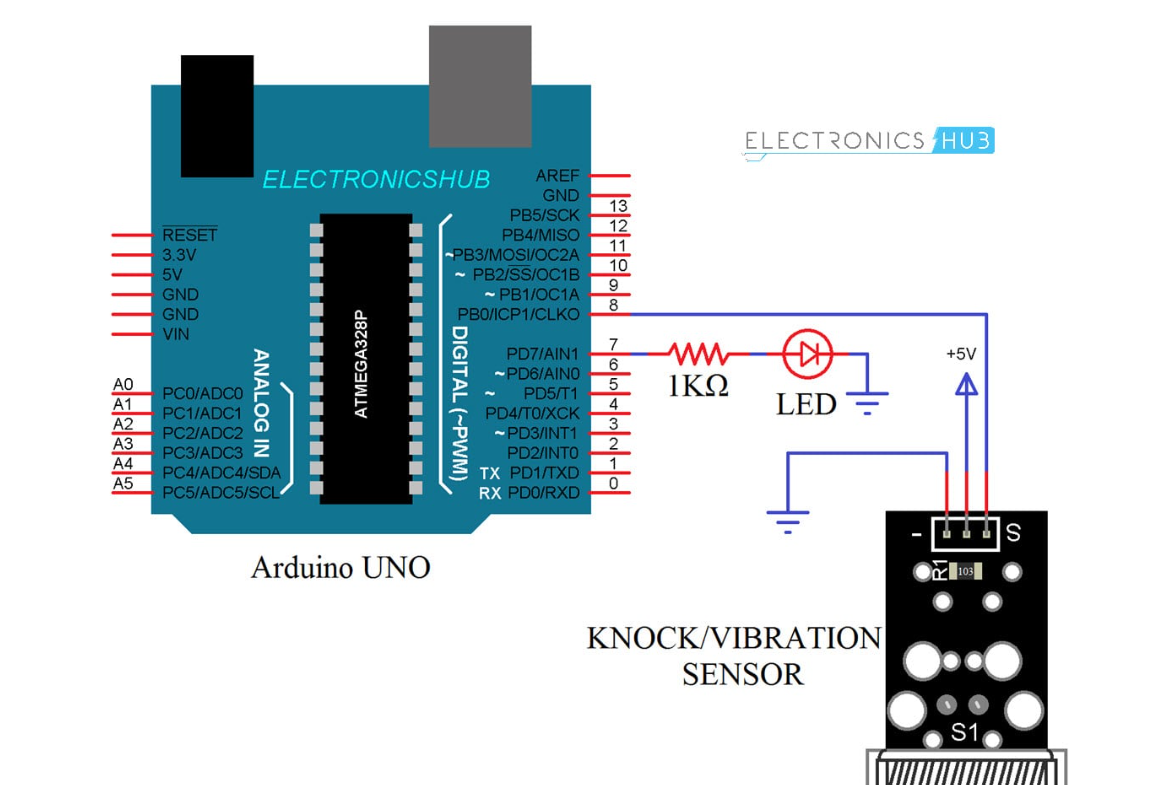 ELECTRONICS HUB
ELECTRONICSHUB
RESET
3.3V
5V
GND
GND
VIN
A0 PC0/ADC0
A1 PC1/ADC1
A2 PC2/ADC2
A3 PC3/ADC3
A4 PC4/ADC4/SDA
A5 PC5/ADC5/SCL
ANALOG IN
ATMEGA328P
DIGITAL (~PWM)
AREF
GND
PB5/SCK 13
PB4/MISO 12
~PB3/MOSI/OC2A 11
~ PB2/SS/OC1B 10
~ PB1/OC1A 9
PB0/ICP1/CLKO 8
PD7/AIN1 7
~PD6/AIN0 6
~ PD5/T1 5
PD4/T0/XCK 4
~PD3/INT1 3
PD2/INT0 2
TX PD1/TXD 1
RX PD0/RXD 0
Arduino UNO
1KΩ
LED
+5V
- S
R1 103
KNOCK/VIBRATION
SENSOR
S1